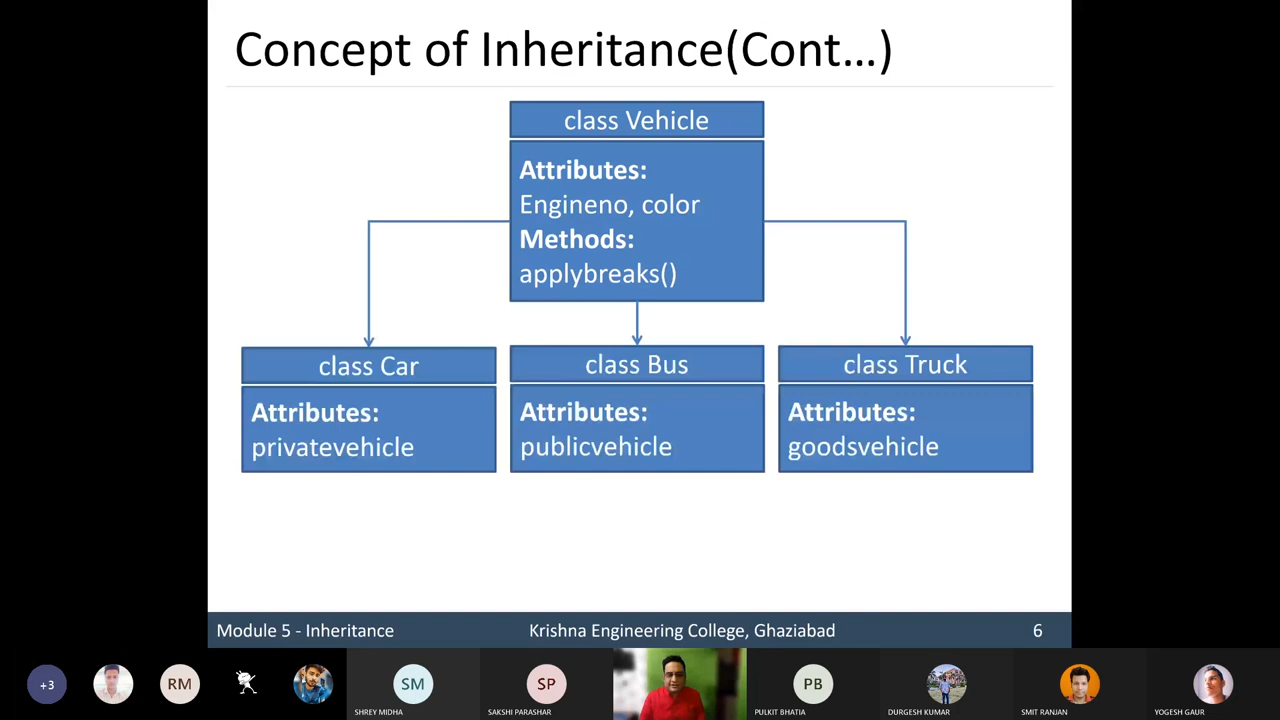 Concept of Inheritance(Cont…)
class Vehicle
Attributes:
Engineno, color
Methods:
applybreaks()
class Car
Attributes:
privatevehicle
class Bus
Attributes:
publicvehicle
class Truck
Attributes:
goodsvehicle
Module 5 - Inheritance
Krishna Engineering College, Ghaziabad
6
+3
RM
SM
SHREY MIDHA
SP
SAKSHI PARASHAR
PB
PULKIT BHATIA
DURGESH KUMAR
SMIT RANJAN
YOGESH GAUR